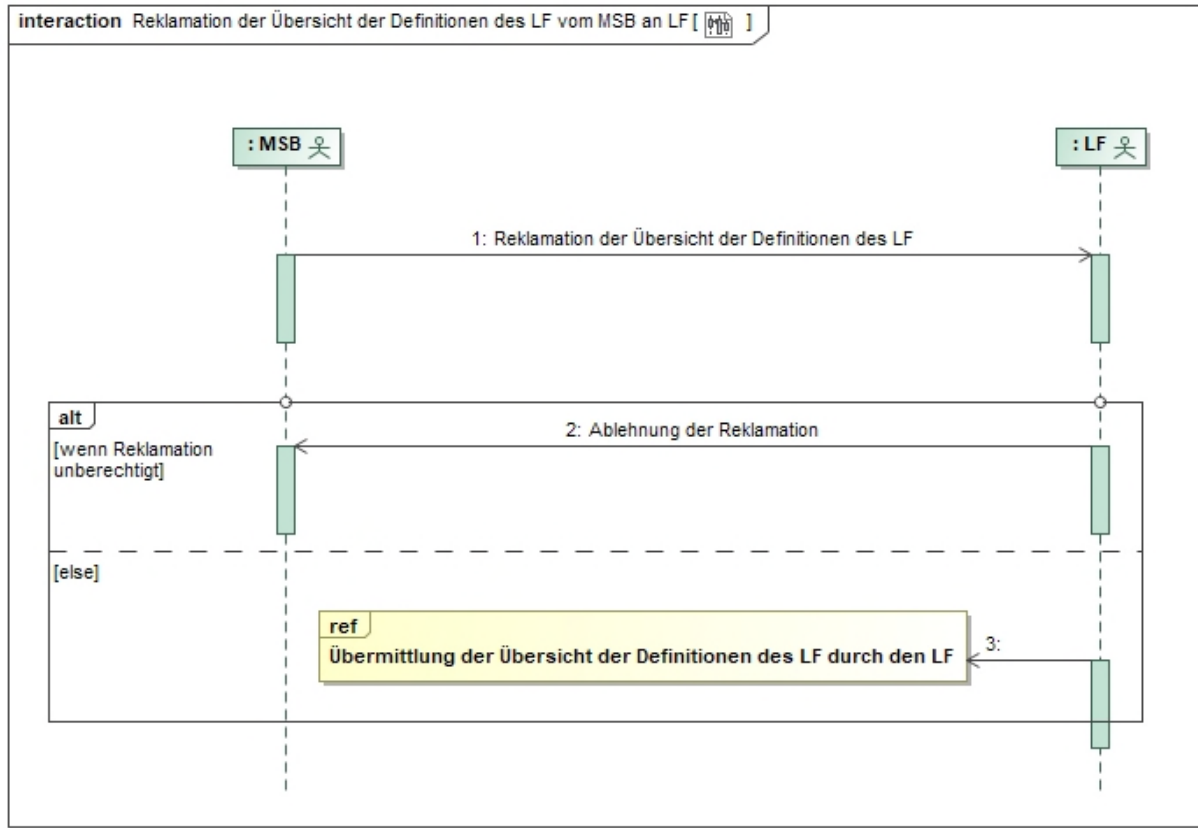 interaction Reklamation der Übersicht der Definitionen des LF vom MSB an LF [ ]
: MSB
: LF
1: Reklamation der Übersicht der Definitionen des LF
alt
[wenn Reklamation
unberechtigt]
2: Ablehnung der Reklamation
[else]
ref
Übermittlung der Übersicht der Definitionen des LF durch den LF
3: